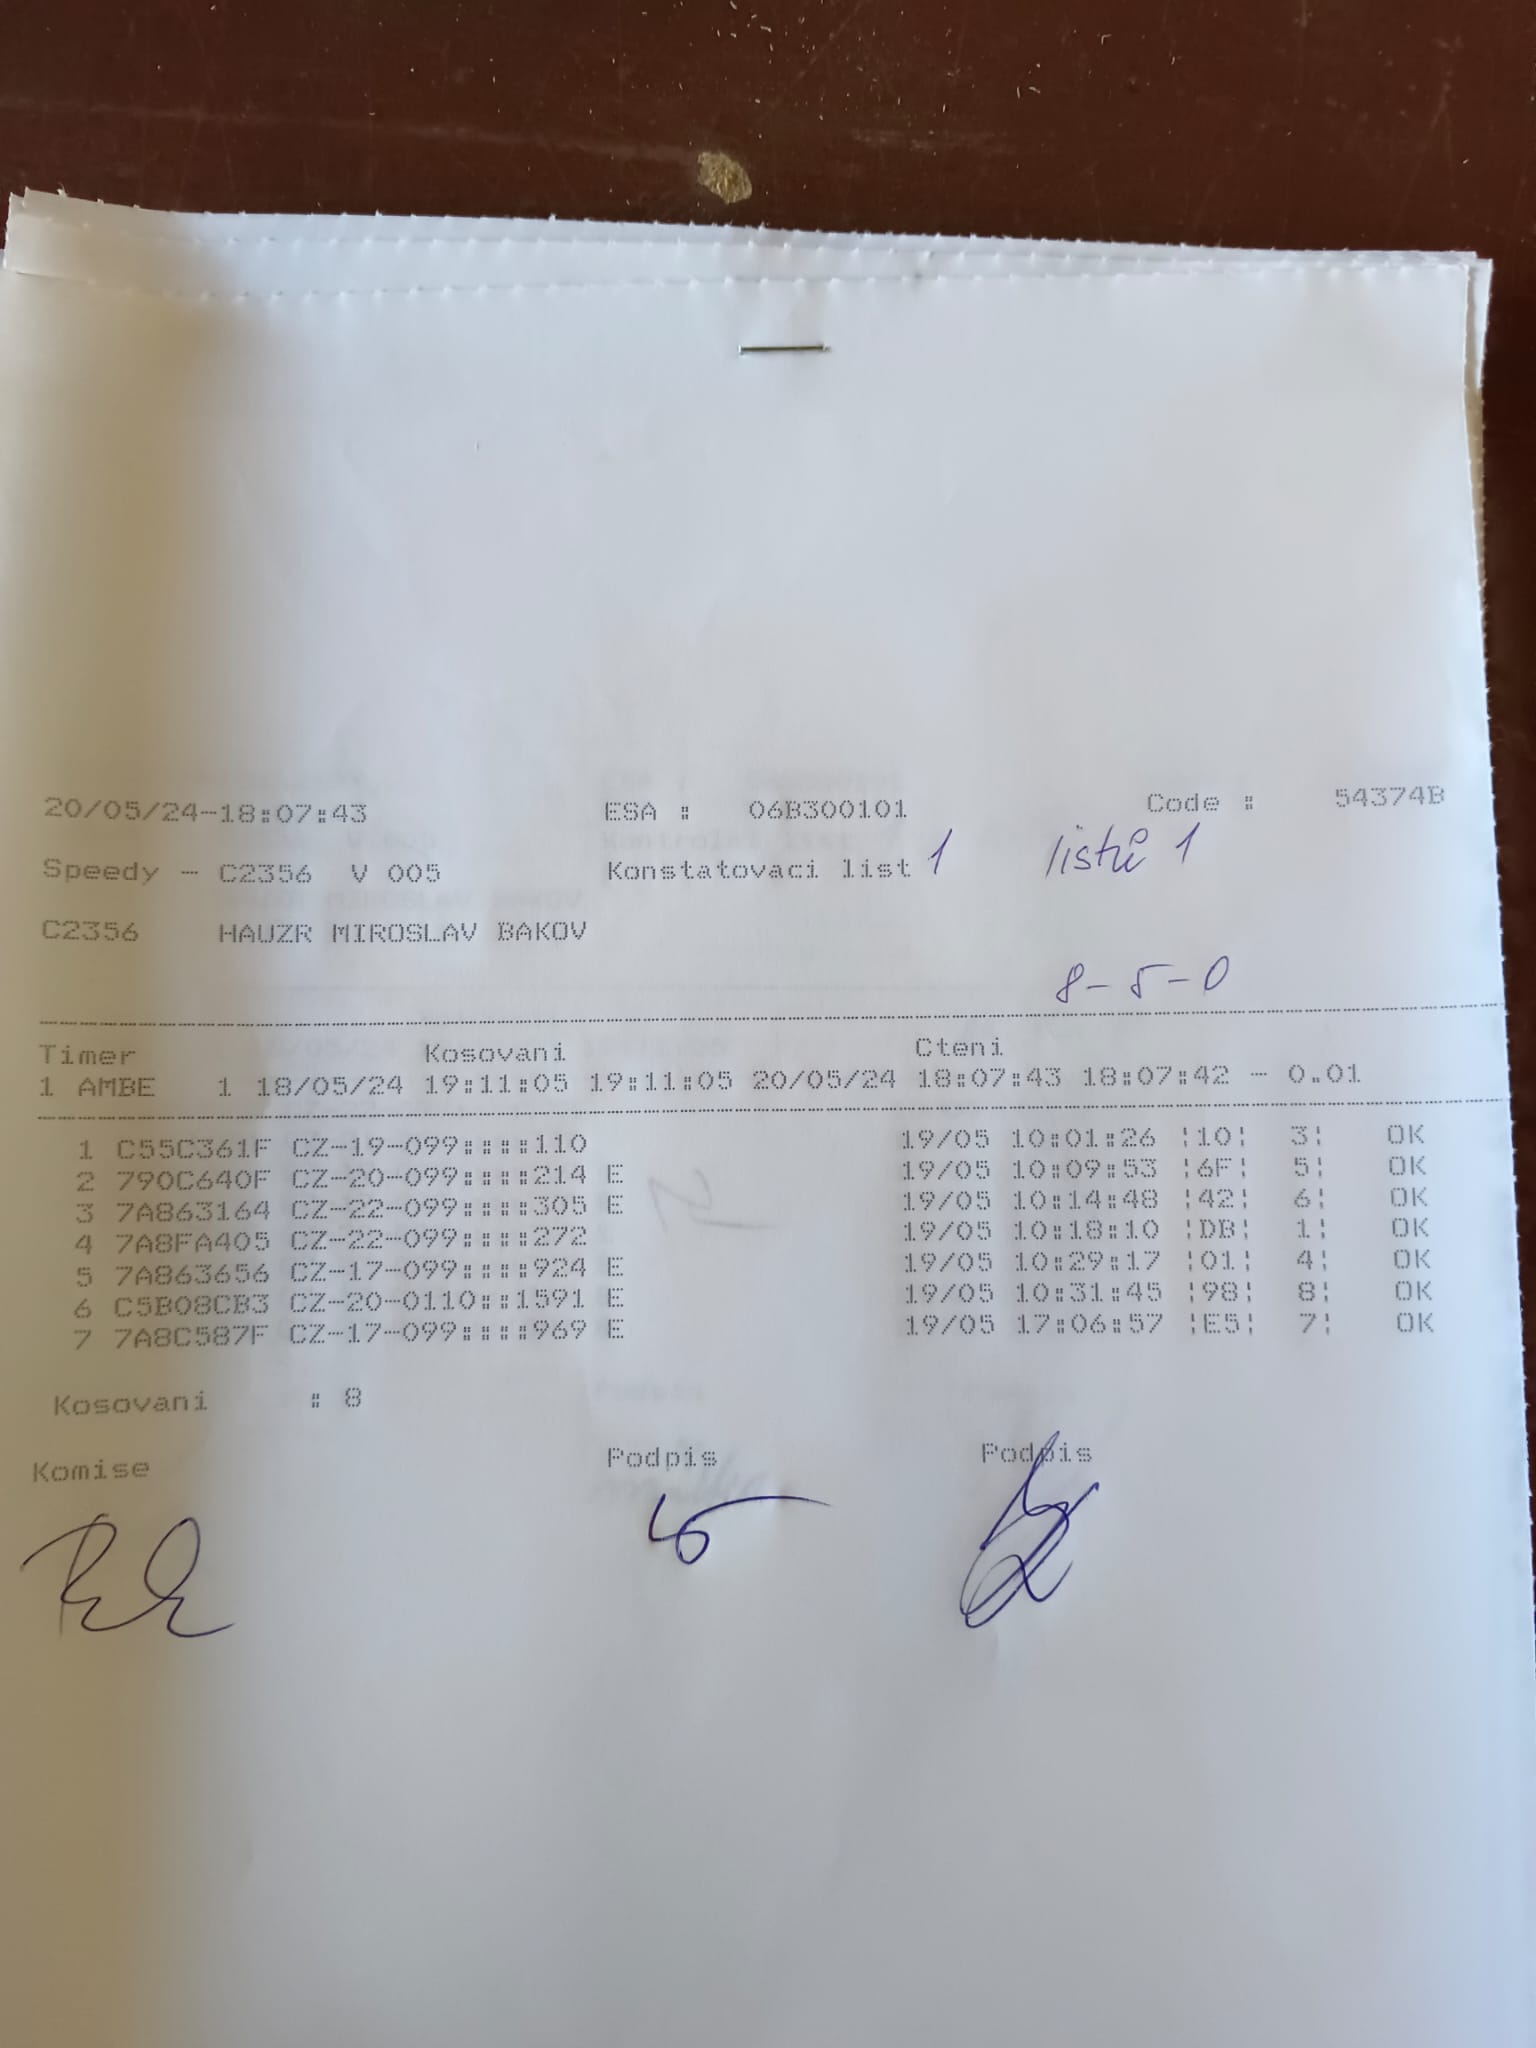 20/05/24-18:07:43 ESA : 06B300101 Code : 54374B
Speedy - C2356 V 005 Konstatovaci list 1 listů 1
C2356 HAUZR MIROSLAV BAKOV
8-5-0
Timer Kosovani Cteni
1 AMBE 1 18/05/24 19:11:05 19:11:05 20/05/24 18:07:43 18:07:42 - 0.01
1 C55C361F CZ-19-099::::110 19/05 10:01:26 ¦10¦ 3¦ OK
2 790C640F CZ-20-099::::214 E 19/05 10:09:53 ¦6F¦ 5¦ OK
3 7A863164 CZ-22-099::::305 E 19/05 10:14:48 ¦42¦ 6¦ OK
4 7A8FA405 CZ-22-099::::272 19/05 10:18:10 ¦DB¦ 1¦ OK
5 7A863656 CZ-17-099::::924 E 19/05 10:29:17 ¦01¦ 4¦ OK
6 C5B08CB3 CZ-20-0110::1591 E 19/05 10:31:45 ¦98¦ 8¦ OK
7 7A8C587F CZ-17-099::::969 E 19/05 17:06:57 ¦E5¦ 7¦ OK
Kosovani : 8
Komise Podpis Podpis